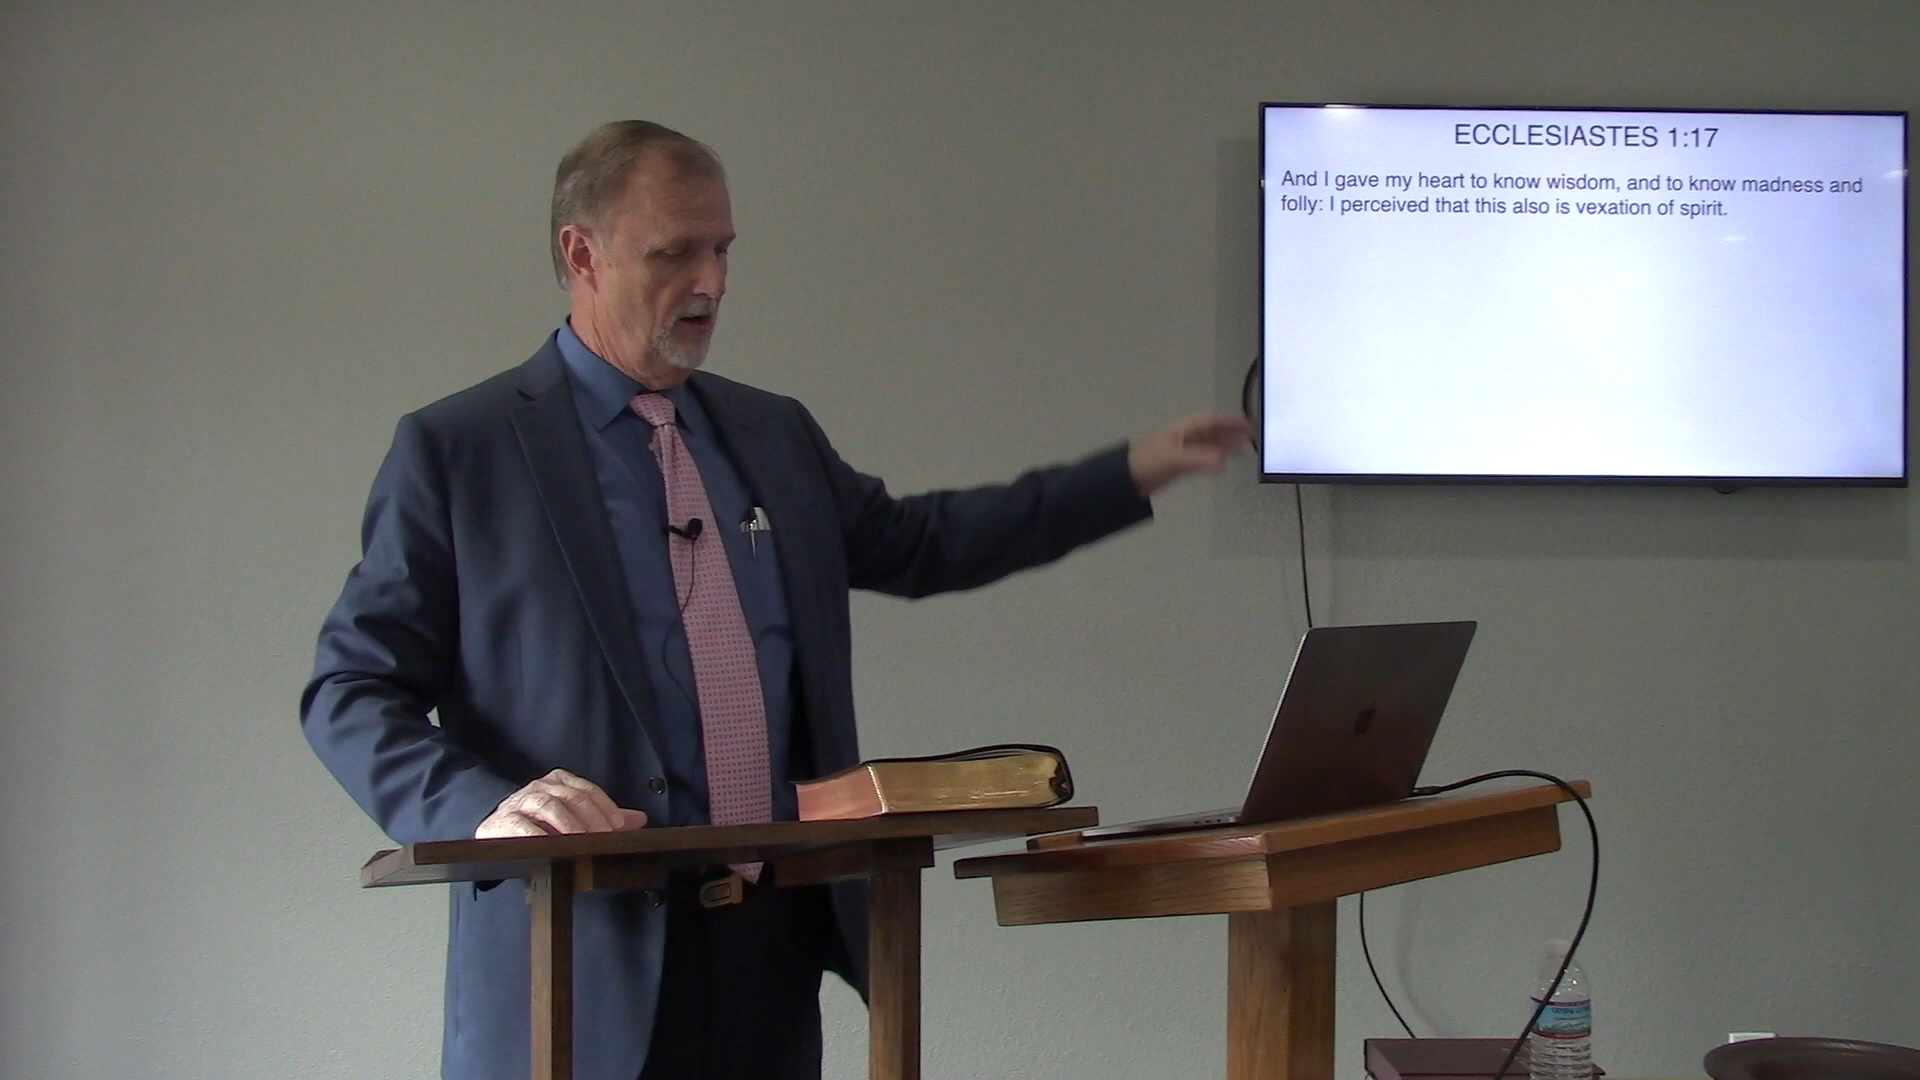 ECCLESIASTES 1:17
And I gave my heart to know wisdom, and to know madness and
folly: I perceived that this also is vexation of spirit.